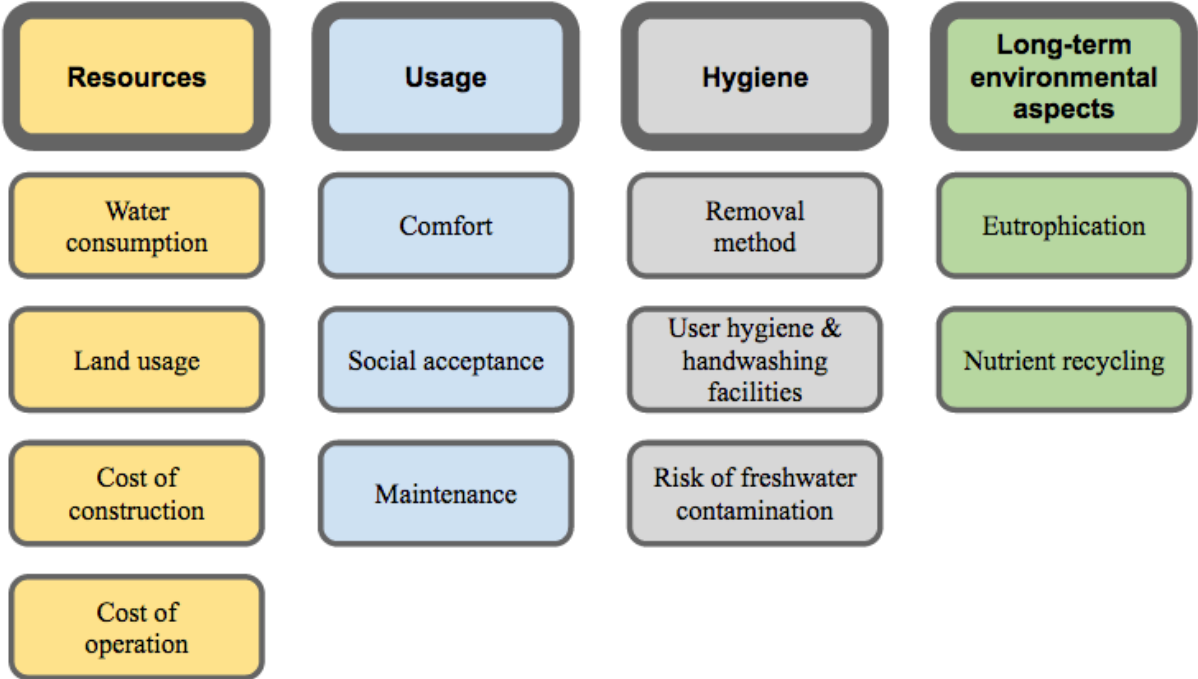 Resources
Usage
Hygiene
Long-term
environmental
aspects
Water
consumption
Comfort
Removal
method
Eutrophication
Land usage
Social acceptance
User hygiene &
handwashing
facilities
Nutrient recycling
Cost of
construction
Maintenance
Risk of freshwater
contamination
Cost of
operation